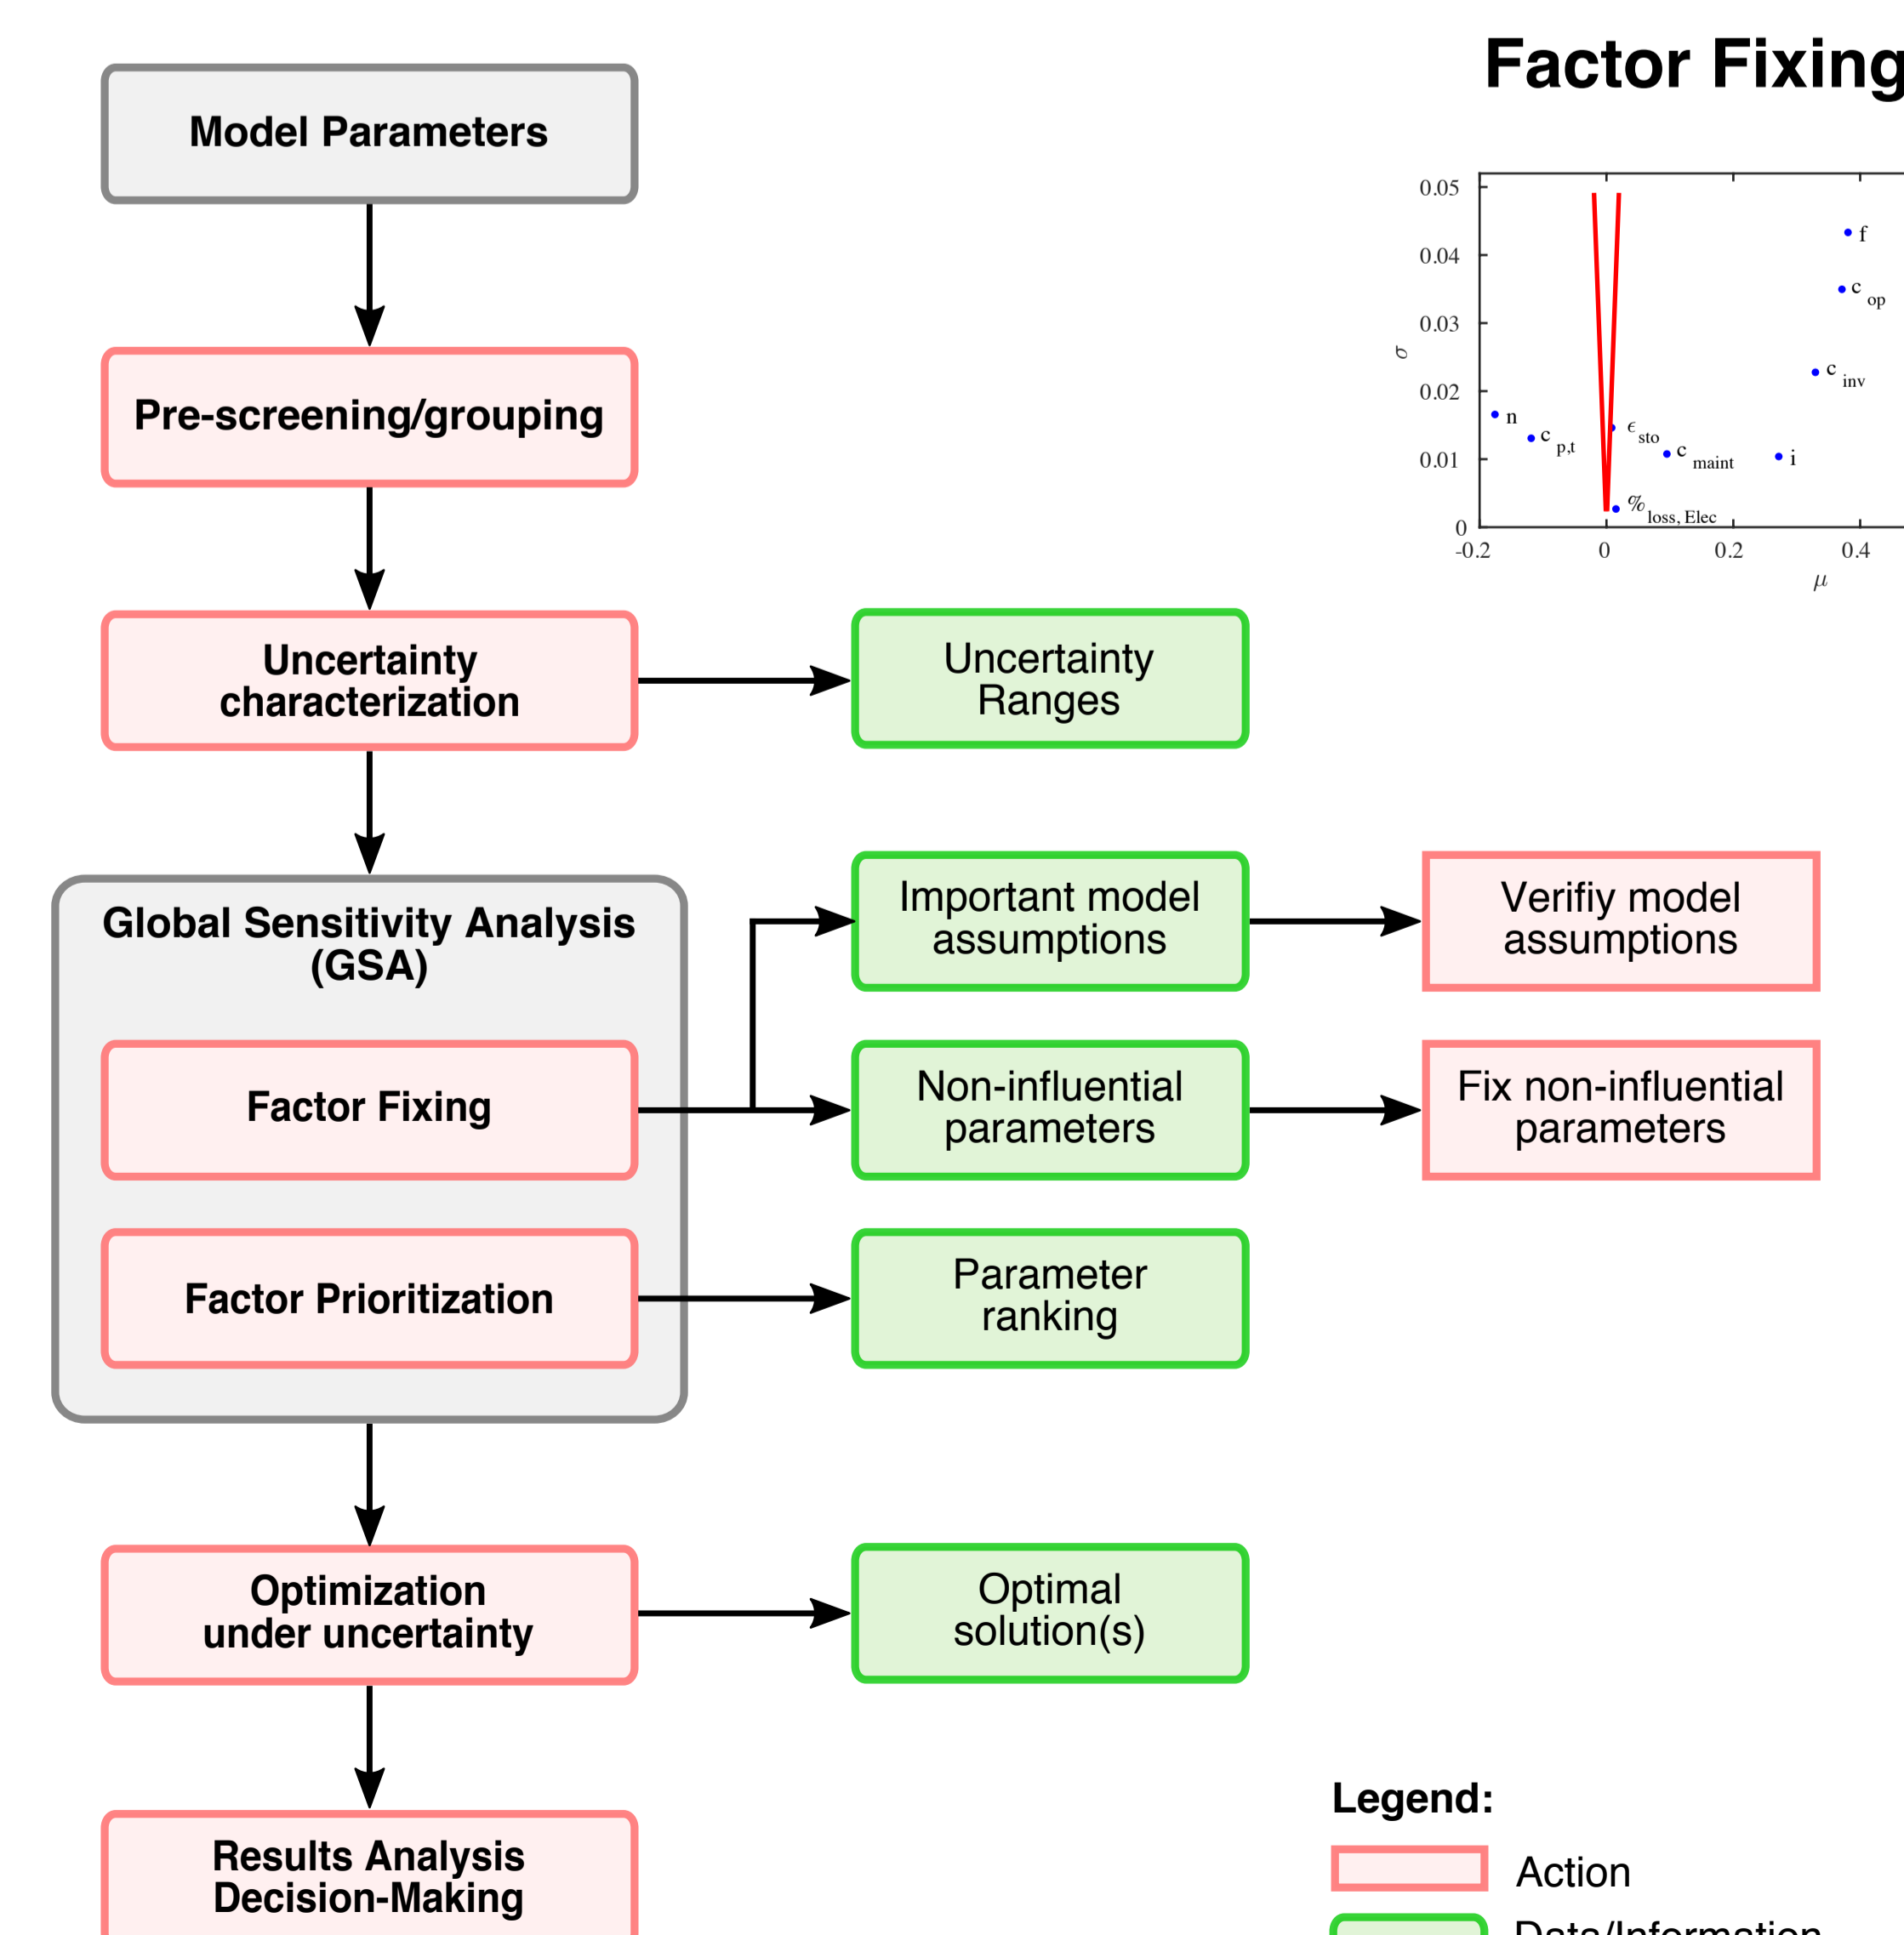 Factor Fixing
Model Parameters
Pre-screening/grouping
Uncertainty
characterization
Uncertainty
Ranges
Global Sensitivity Analysis
(GSA)
Important model
assumptions
Verifiy model
assumptions
Factor Fixing
Non-influential
parameters
Fix non-influential
parameters
Factor Prioritization
Parameter
ranking
Optimization
under uncertainty
Optimal
solution(s)
Results Analysis
Decision-Making
0.05
0.04
0.03
0.02
0.01
0
σ
-0.2
0
0.2
0.4
μ
f
c op
c inv
n
c p,t
ϵ sto
c maint
i
% loss, Elec
Legend:
Action
Data/Information